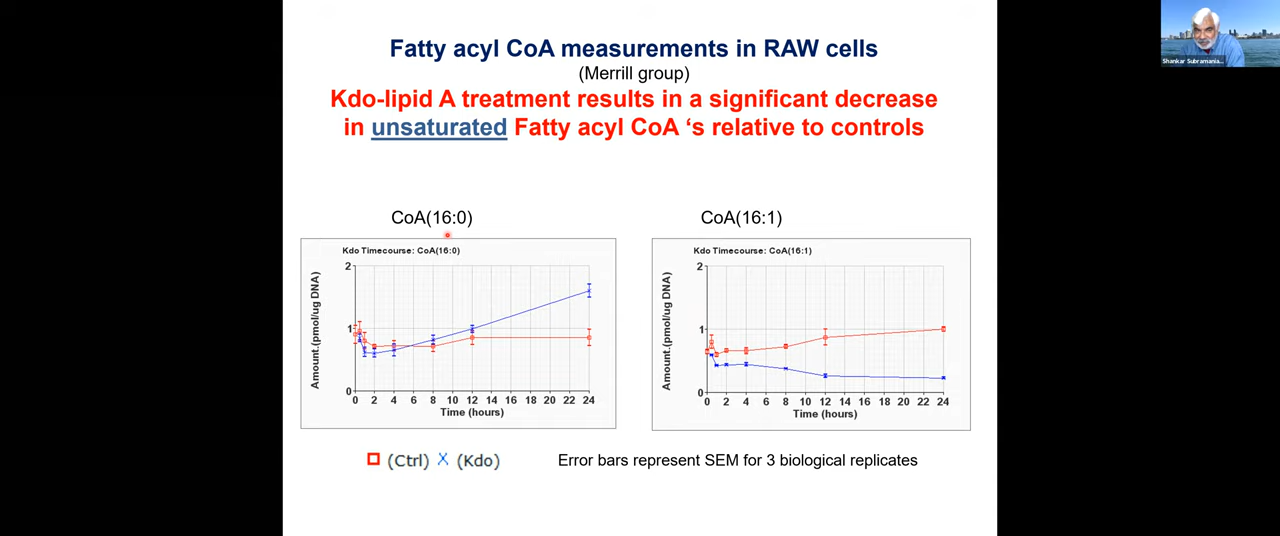 Fatty acyl CoA measurements in RAW cells
(Merrill group)
Kdo-lipid A treatment results in a significant decrease
in unsaturated Fatty acyl CoA ‘s relative to controls
Shankar Subramania...
CoA(16:0)
CoA(16:1)
Kdo Timecourse: CoA(16:0)
2
1
0
Amount.(pmol/ug DNA)
0 2 4 6 8 10 12 14 16 18 20 22 24
Time (hours)
Kdo Timecourse: CoA(16:1)
2
1
0
Amount.(pmol/ug DNA)
0 2 4 6 8 10 12 14 16 18 20 22 24
Time (hours)
(Ctrl) (Kdo)
Error bars represent SEM for 3 biological replicates